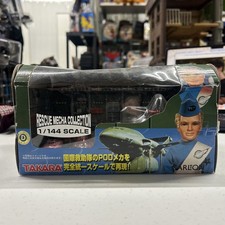 RESCUE MECHA COLLECTION
1/144 SCALE
D
国際救助隊のPODメカを
完全統一スケールで再現!
TAKARA
CARLTON